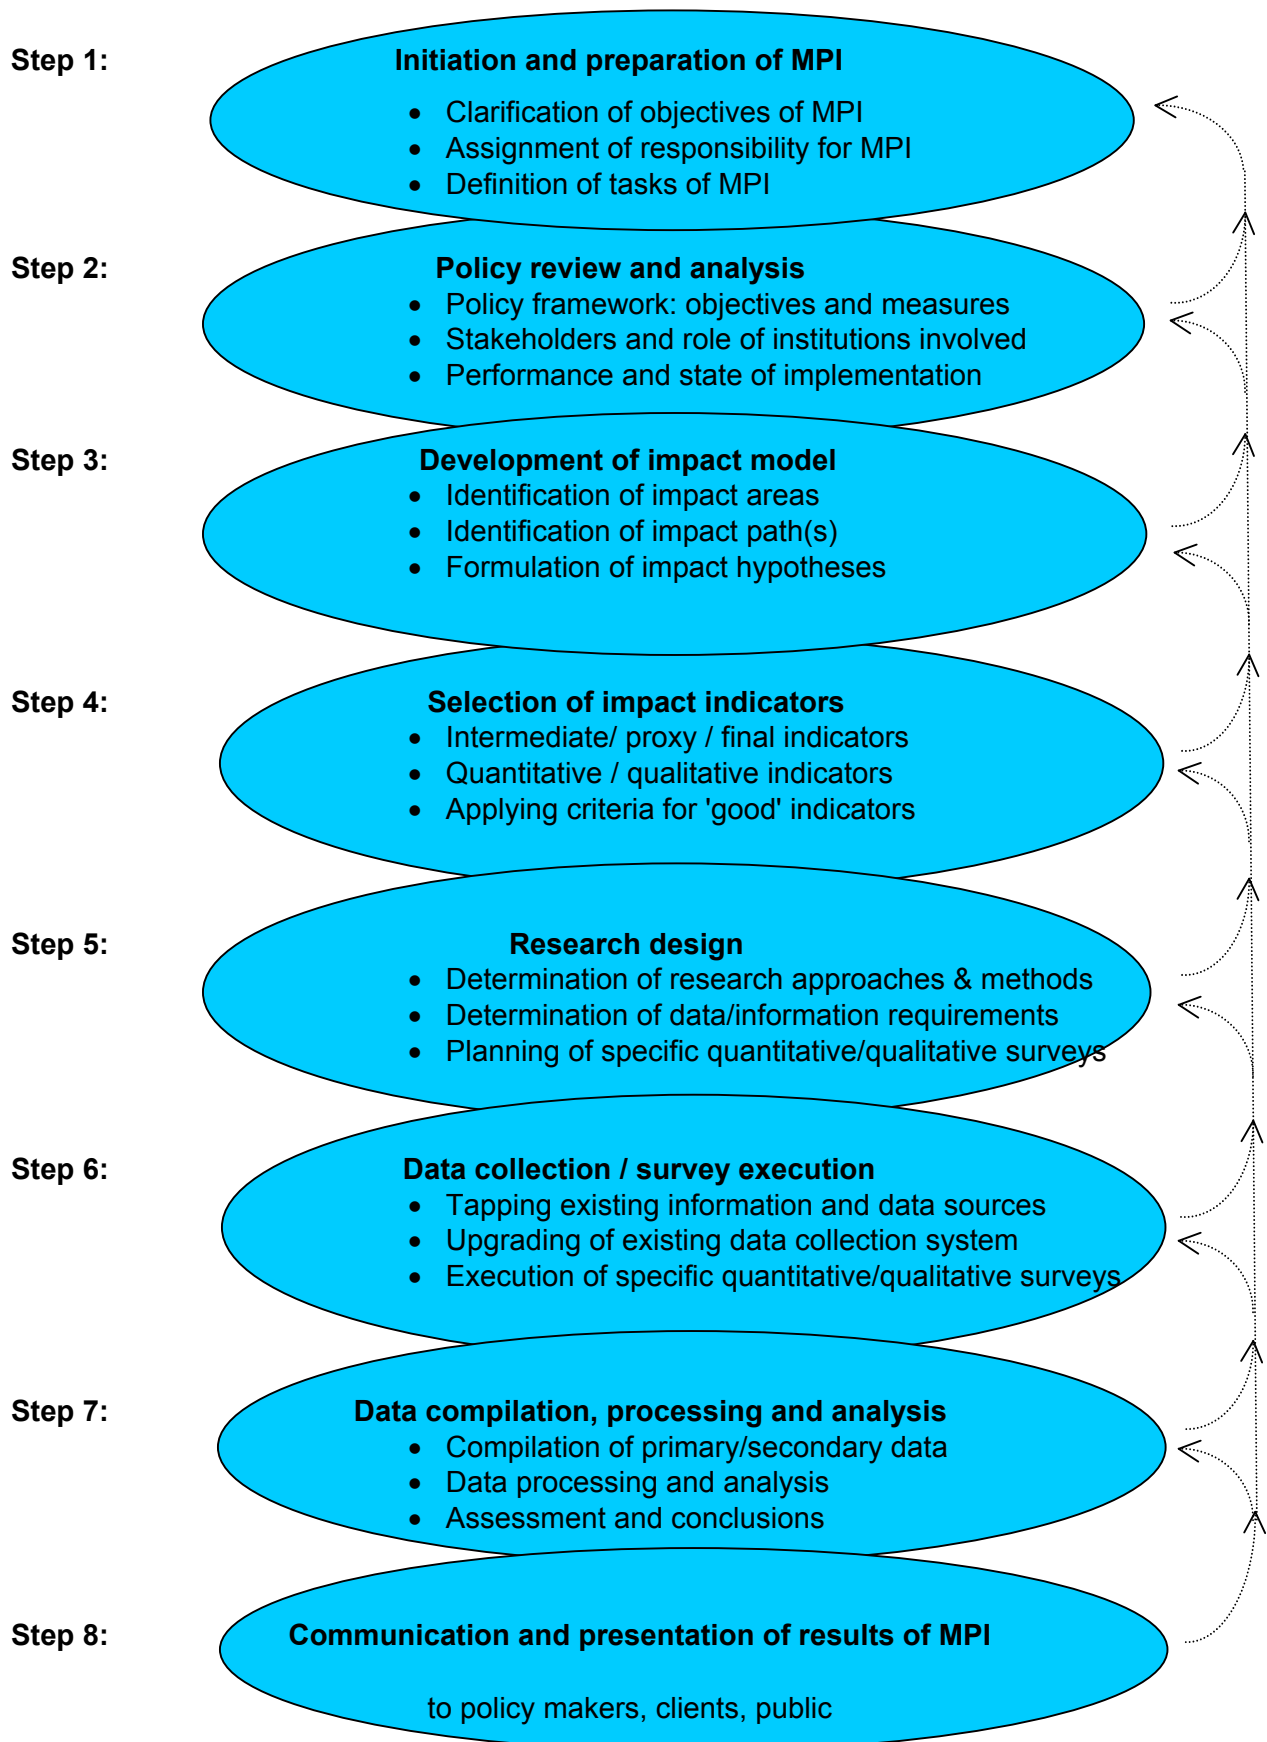 Step 1: Initiation and preparation of MPI
• Clarification of objectives of MPI
• Assignment of responsibility for MPI
• Definition of tasks of MPI
Step 2: Policy review and analysis
• Policy framework: objectives and measures
• Stakeholders and role of institutions involved
• Performance and state of implementation
Step 3: Development of impact model
• Identification of impact areas
• Identification of impact path(s)
• Formulation of impact hypotheses
Step 4: Selection of impact indicators
• Intermediate/ proxy / final indicators
• Quantitative / qualitative indicators
• Applying criteria for 'good' indicators
Step 5: Research design
• Determination of research approaches & methods
• Determination of data/information requirements
• Planning of specific quantitative/qualitative surveys
Step 6: Data collection / survey execution
• Tapping existing information and data sources
• Upgrading of existing data collection system
• Execution of specific quantitative/qualitative surveys
Step 7: Data compilation, processing and analysis
• Compilation of primary/secondary data
• Data processing and analysis
• Assessment and conclusions
Step 8: Communication and presentation of results of MPI
to policy makers, clients, public